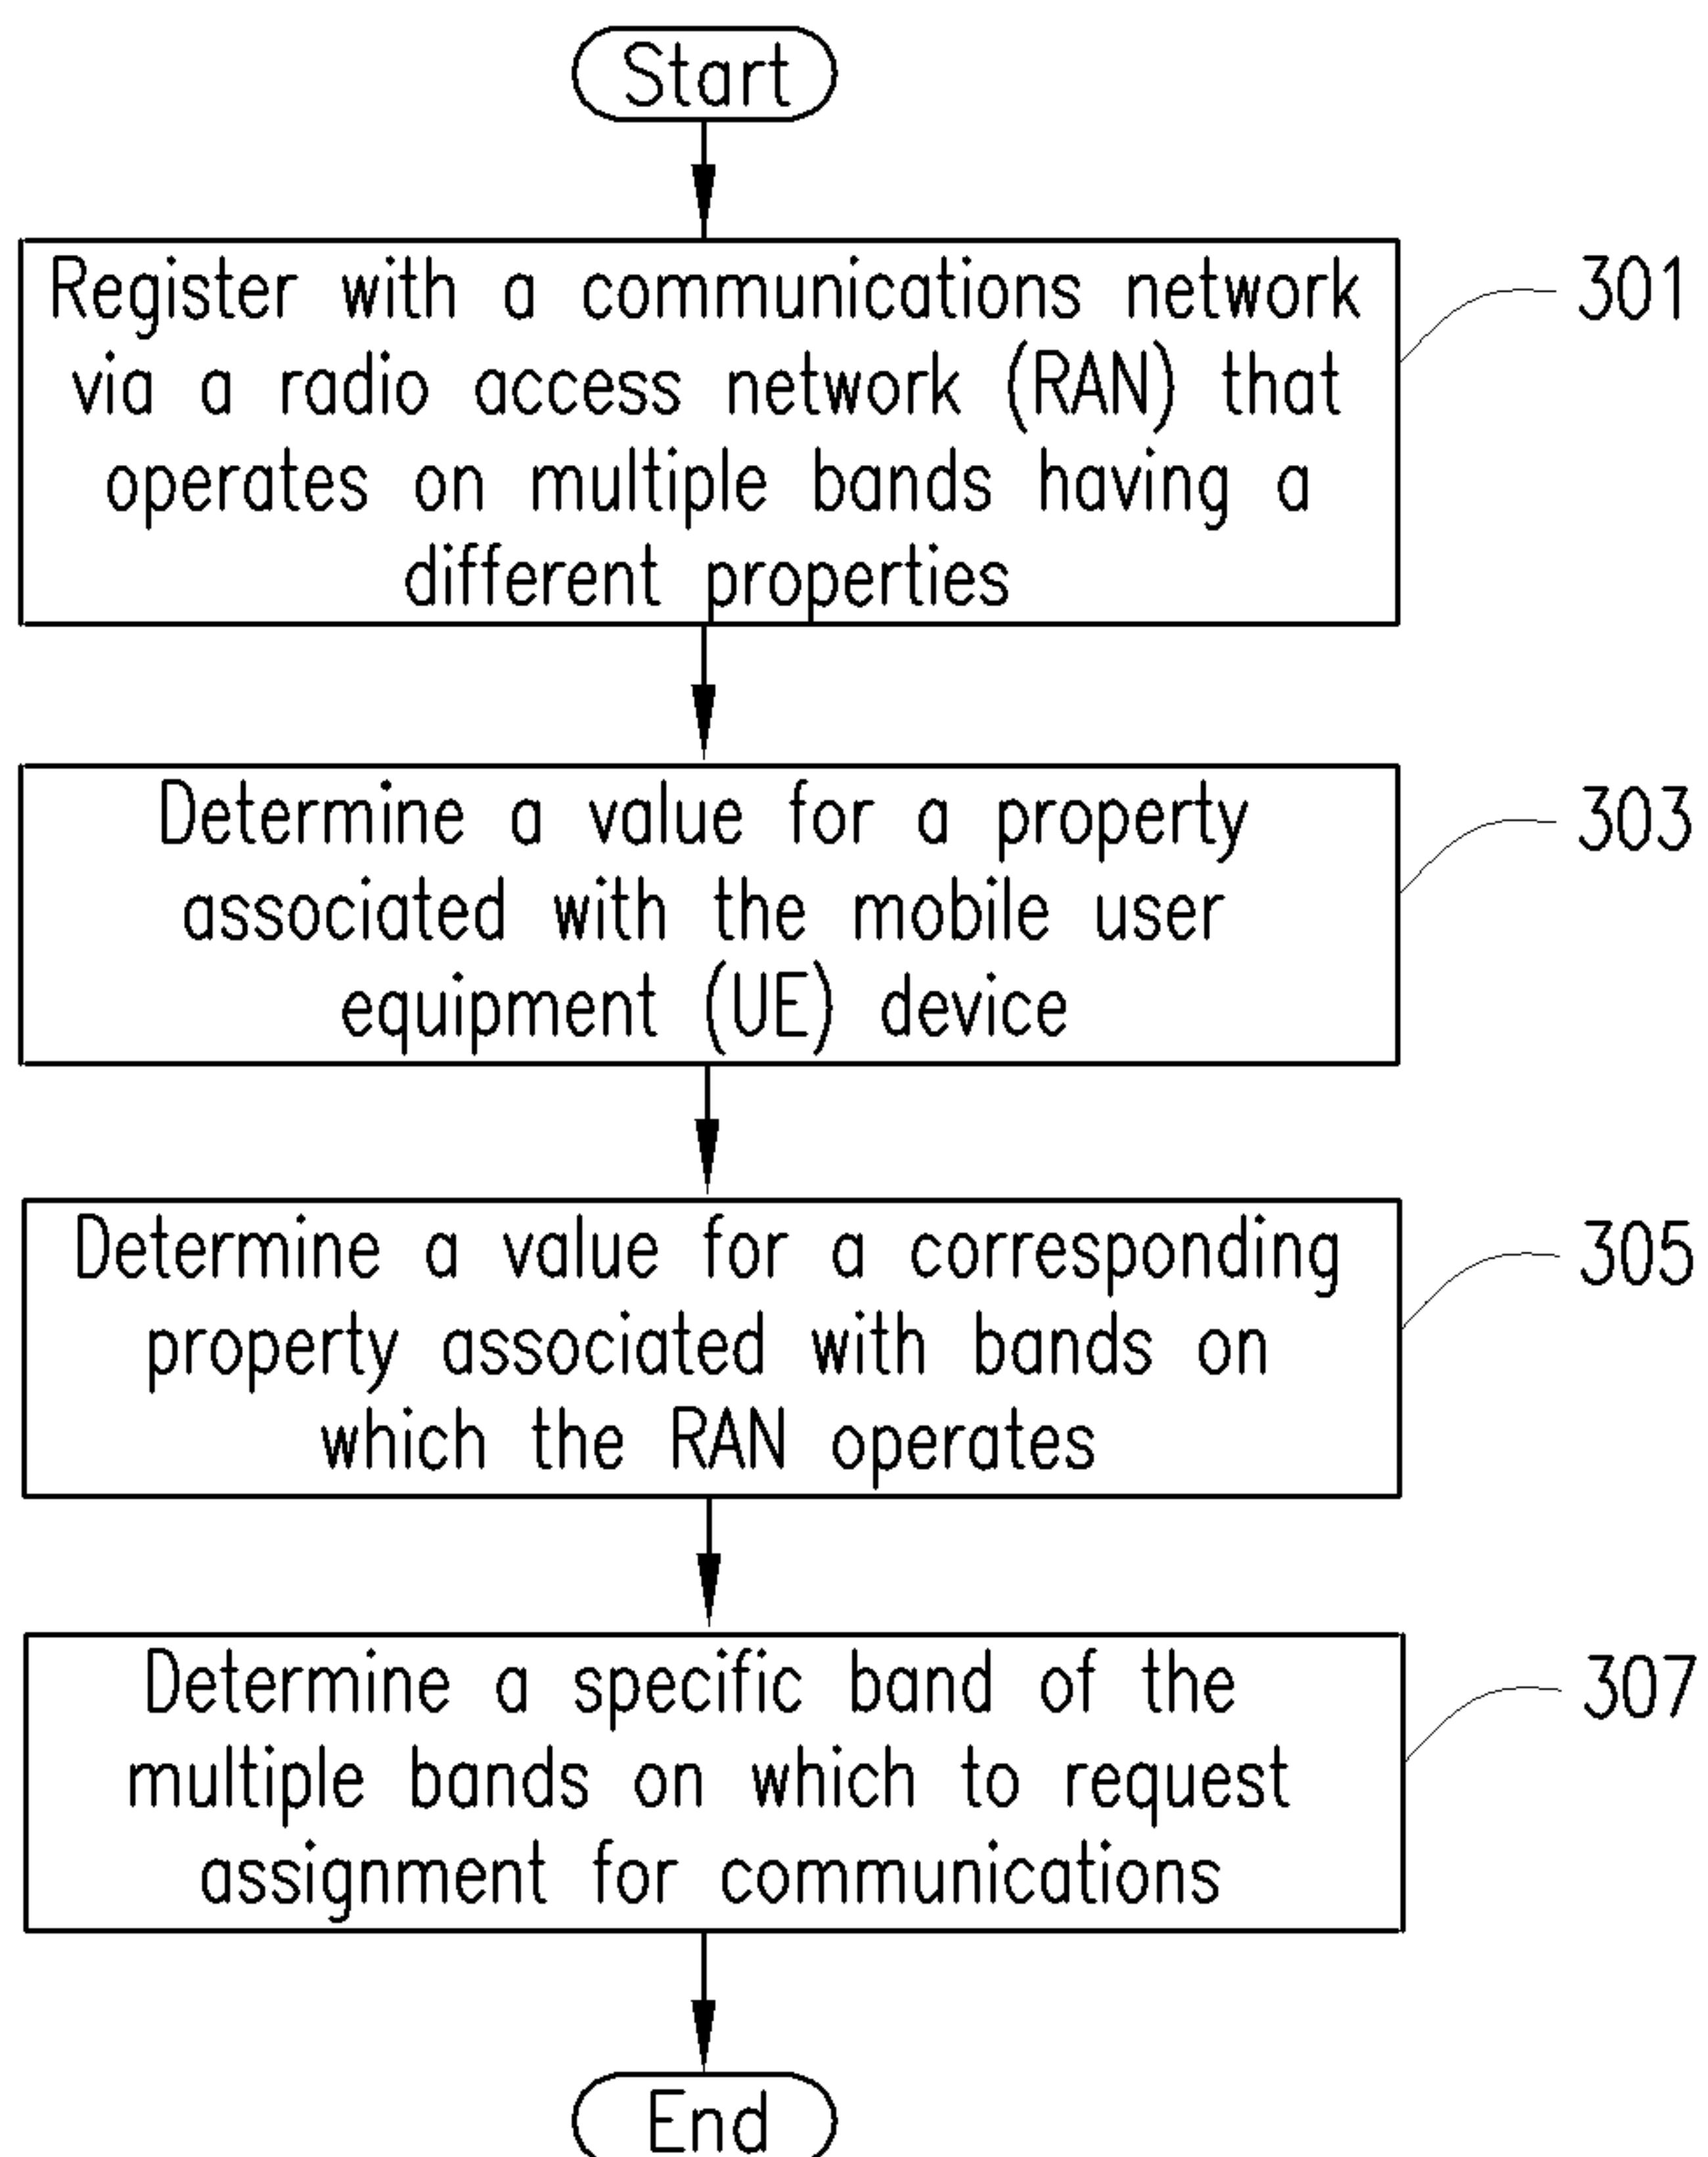 Start
Register with a communications network
via a radio access network (RAN) that
operates on multiple bands having a
different properties
301
Determine a value for a property
associated with the mobile user
equipment (UE) device
303
Determine a value for a corresponding
property associated with bands on
which the RAN operates
305
Determine a specific band of the
multiple bands on which to request
assignment for communications
307
End